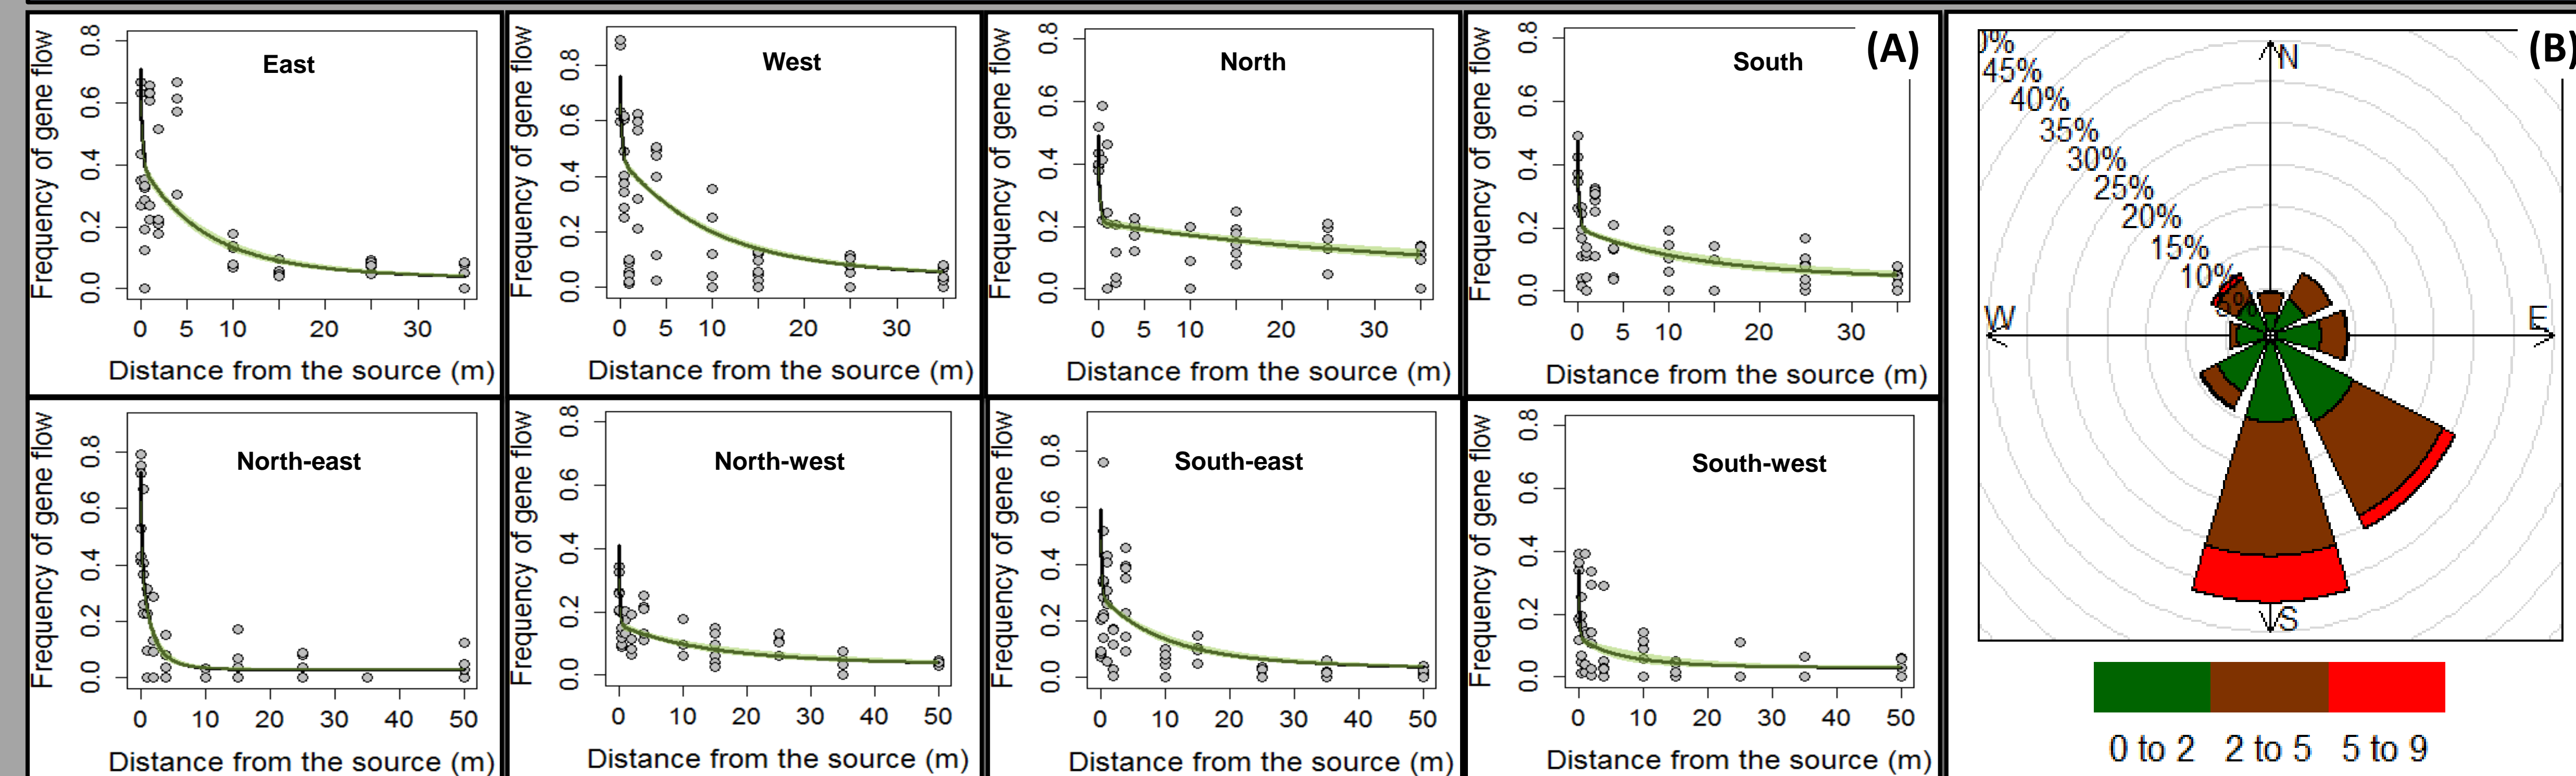 East
Frequency of gene flow
0.0 0.2 0.4 0.6 0.8
0 5 10 20 30
Distance from the source (m)
West
Frequency of gene flow
0.0 0.2 0.4 0.6 0.8
0 5 10 20 30
Distance from the source (m)
North
Frequency of gene flow
0.0 0.2 0.4 0.6 0.8
0 5 10 20 30
Distance from the source (m)
South
(A)
Frequency of gene flow
0.0 0.2 0.4 0.6 0.8
0 5 10 20 30
Distance from the source (m)
North-east
Frequency of gene flow
0.0 0.2 0.4 0.6 0.8
0 10 20 30 40 50
Distance from the source (m)
North-west
Frequency of gene flow
0.0 0.2 0.4 0.6 0.8
0 10 20 30 40 50
Distance from the source (m)
South-east
Frequency of gene flow
0.0 0.2 0.4 0.6 0.8
0 10 20 30 40 50
Distance from the source (m)
South-west
Frequency of gene flow
0.0 0.2 0.4 0.6 0.8
0 10 20 30 40 50
Distance from the source (m)
(B)
N
45%
40%
35%
30%
25%
20%
15%
10%
5%
W
E
S
0 to 2 2 to 5 5 to 9